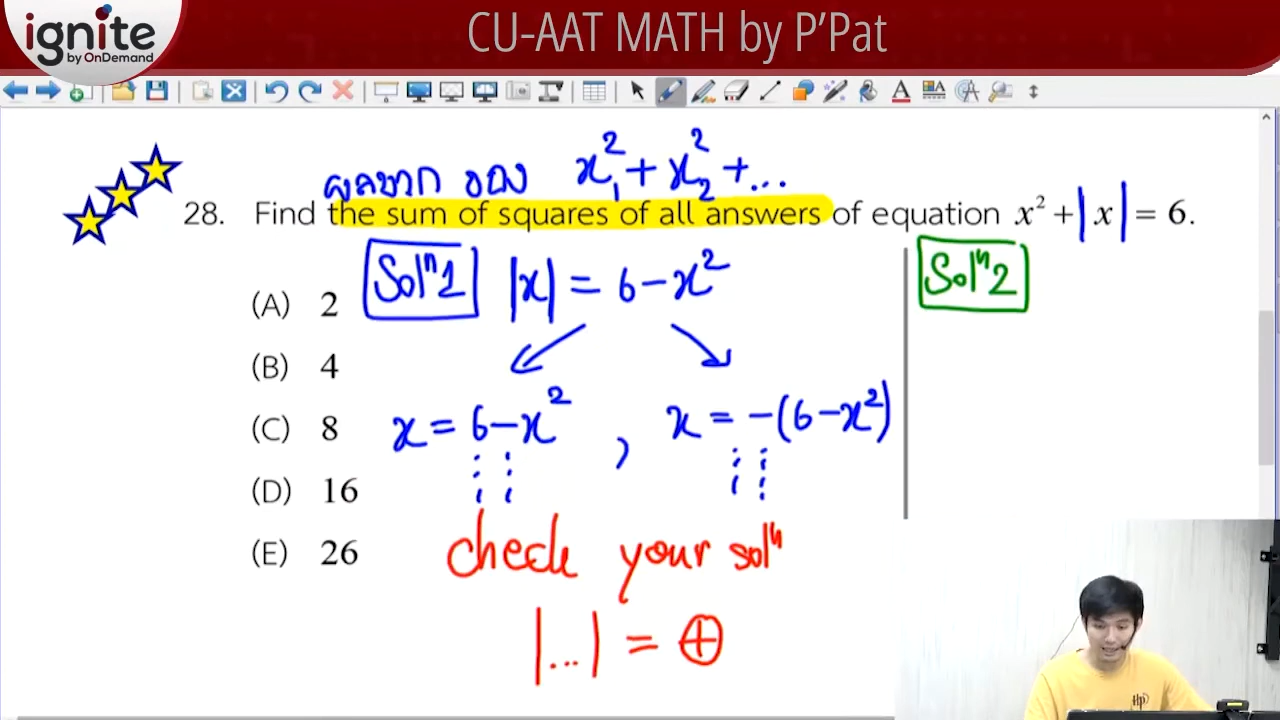 ignite
by OnDemand
CU-AAT MATH by P'Pat
ผลบวก ของ x₁² + x₂² + ...
28. Find the sum of squares of all answers of equation x² + |x| = 6.
Solⁿ1 |x| = 6 - x²
Solⁿ2
(A) 2
(B) 4
(C) 8 x = 6 - x² , x = -(6 - x²)
(D) 16
(E) 26 check your solⁿ
|...| = ⊕